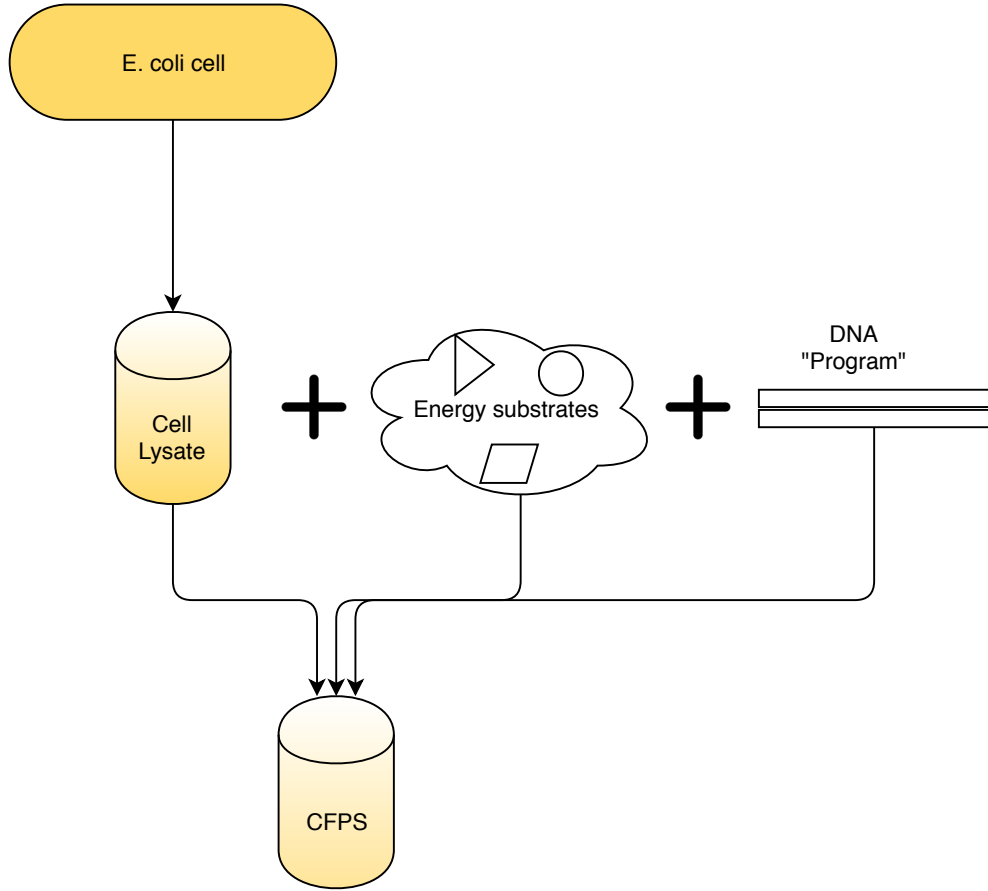 E. coli cell
Cell
Lysate
Energy substrates
DNA
"Program"
CFPS